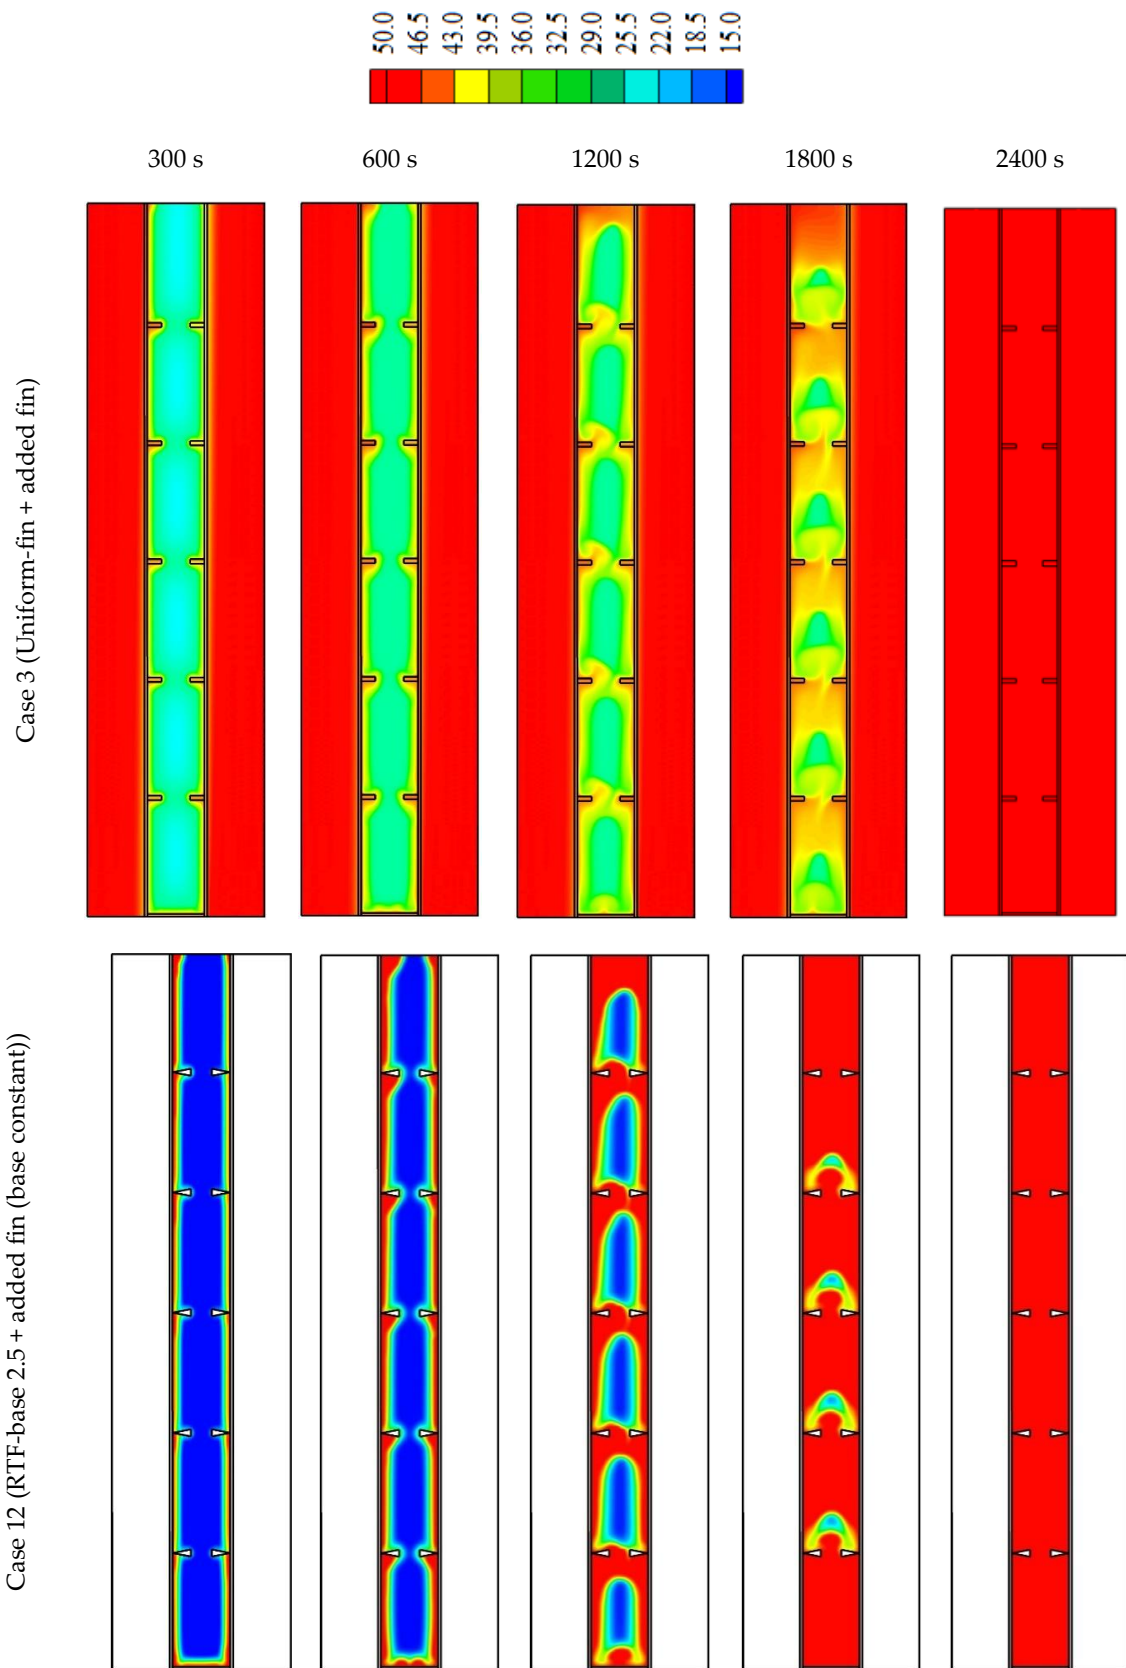 50.0
46.5
43.0
39.5
36.0
32.5
29.0
25.5
22.0
18.5
15.0
300 s
600 s
1200 s
1800 s
2400 s
Case 3 (Uniform-fin + added fin)
Case 12 (RTF-base 2.5 + added fin (base constant))